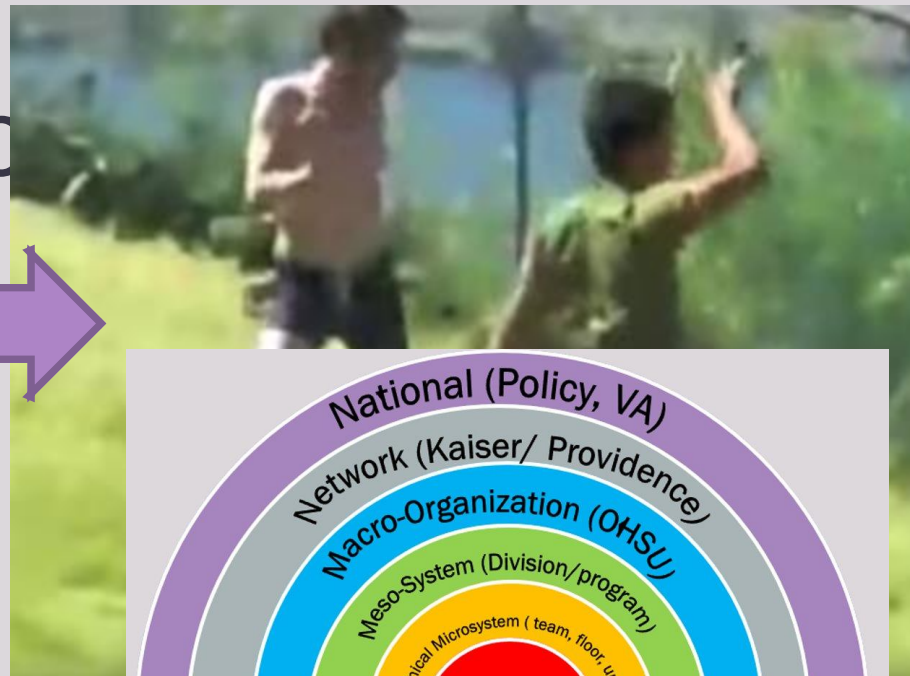 National (Policy, VA)
Network (Kaiser/ Providence)
Macro-Organization (OHSU)
Meso-System (Division/program)
Microsystem ( team, floor,